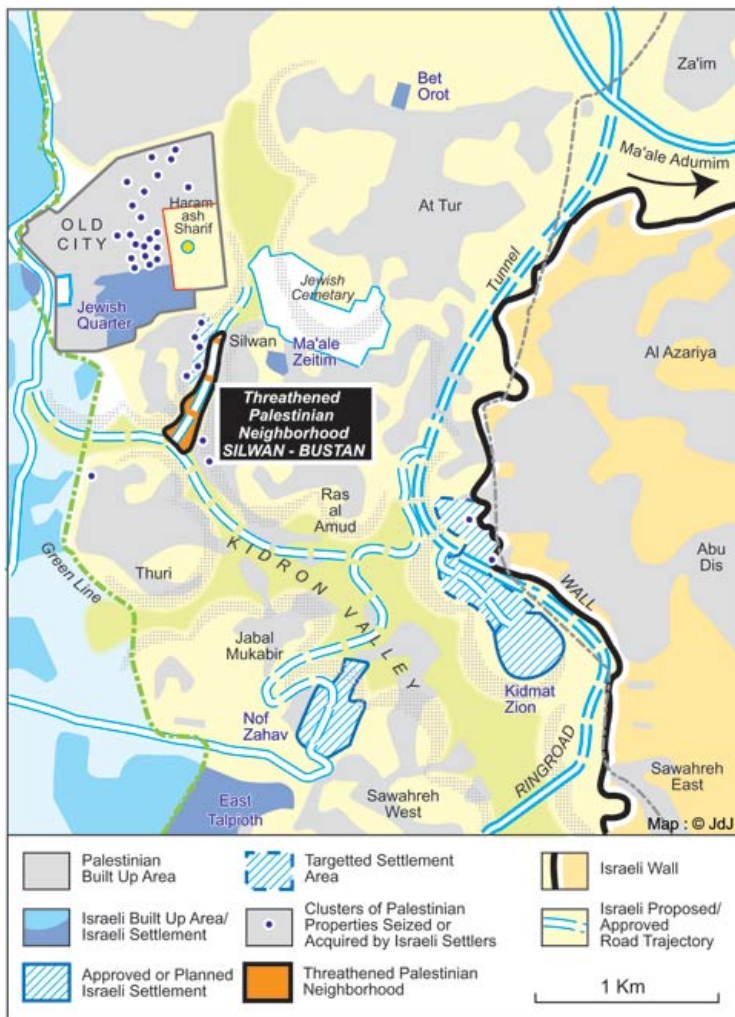 Bet
Orot
Za'im
Ma'ale Adumim
OLD
CITY
Haram
ash
Sharif
At Tur
Tunnel
Jewish
Cemetary
Jewish
Quarter
Silwan
Ma'ale
Zeitim
Al Azariya
Threathened
Palestinian
Neighborhood
SILWAN - BUSTAN
Ras
al
Amud
Abu
Dis
Green Line
Thuri
KIDRON VALLEY
WALL
Jabal
Mukabir
Kidmat
Zion
Nof
Zahav
RINGROAD
East
Talpioth
Sawahreh
West
Sawahreh
East
Map : © JdJ
Palestinian
Built Up Area
Targetted Settlement
Area
Israeli Wall
Israeli Built Up Area/
Israeli Settlement
Clusters of Palestinian
Properties Seized or
Acquired by Israeli Settlers
Israeli Proposed/
Approved
Road Trajectory
Approved or Planned
Israeli Settlement
Threathened Palestinian
Neighborhood
1 Km